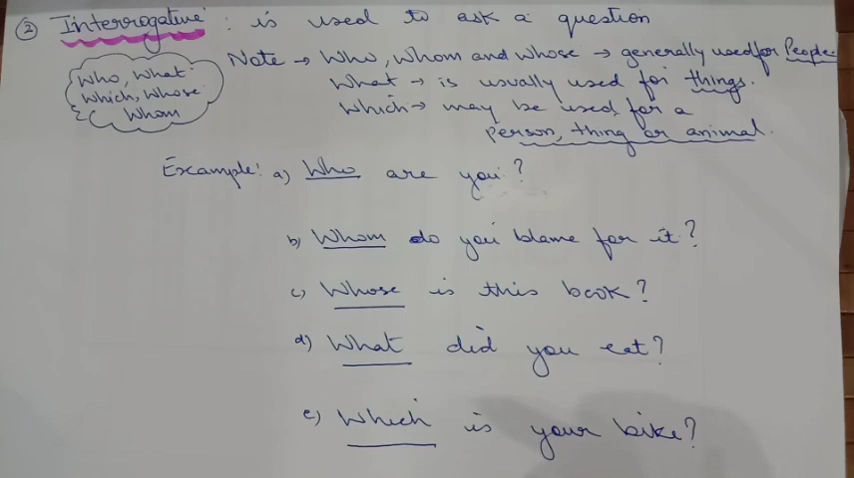 ② Interrogative : is used to ask a question
Who, What
Which, Whose
Whom
Note → Who, Whom and Whose → generally used for People.
What → is usually used for things.
Which → may be used for a
Person, thing or animal.
Example: a) Who are you?
b) Whom do you blame for it?
c) Whose is this book?
d) What did you eat?
e) Which is your bike?